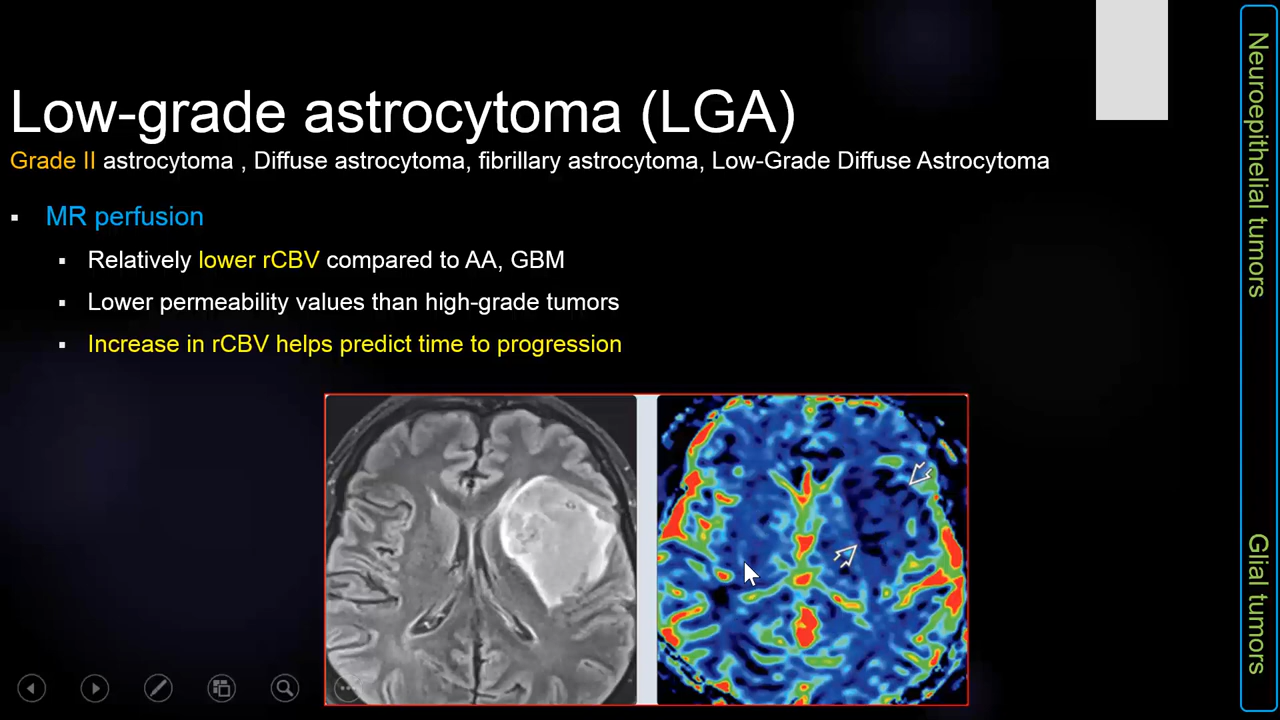 Low-grade astrocytoma (LGA)
Grade II astrocytoma , Diffuse astrocytoma, fibrillary astrocytoma, Low-Grade Diffuse Astrocytoma
MR perfusion
Relatively lower rCBV compared to AA, GBM
Lower permeability values than high-grade tumors
Increase in rCBV helps predict time to progression
Neuroepithelial tumors
Glial tumors